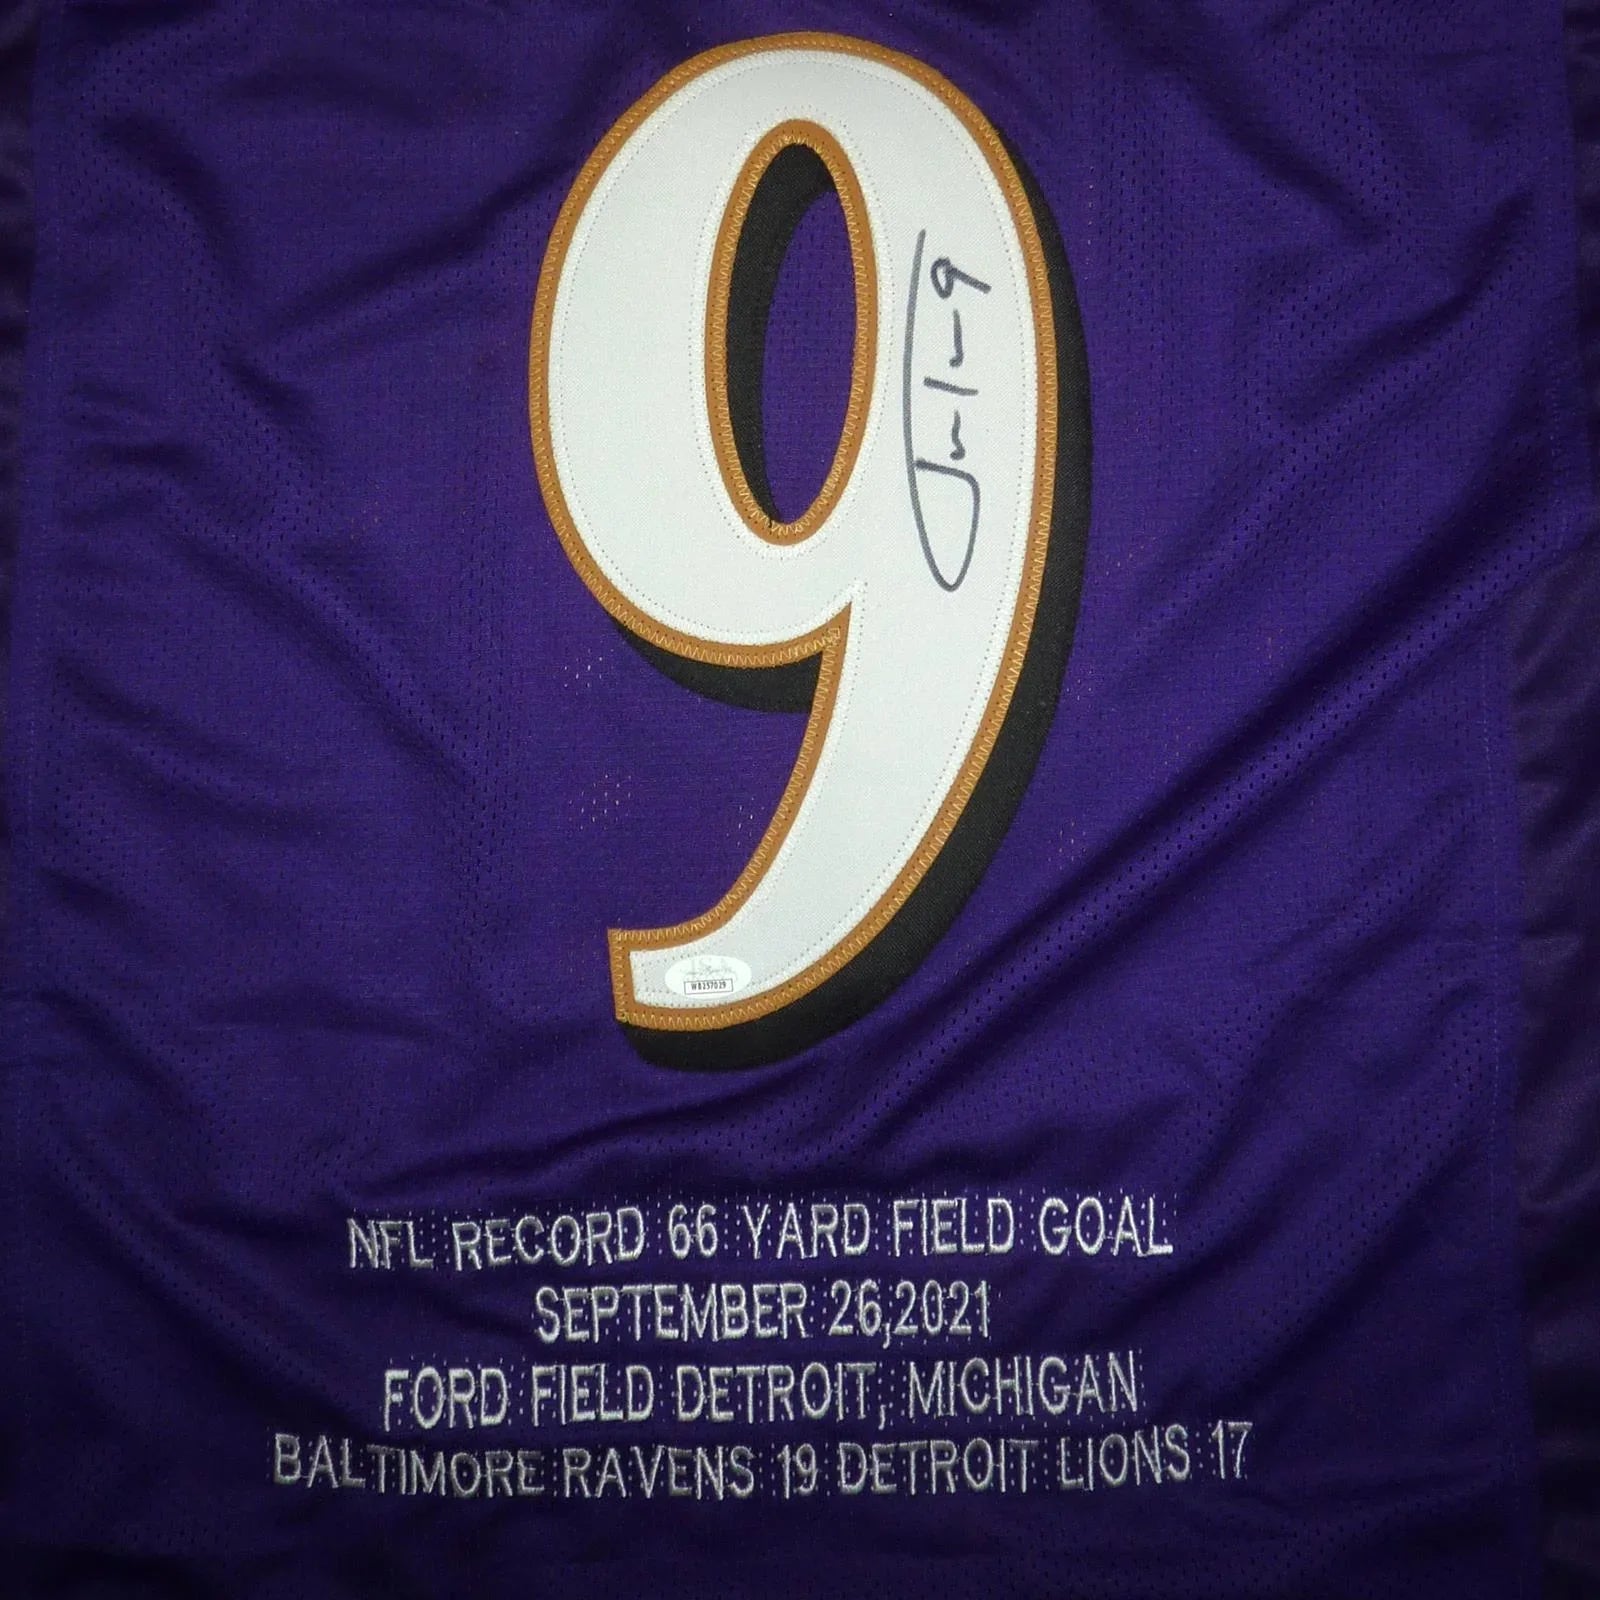 9
WB257029
NFL RECORD 66 YARD FIELD GOAL
SEPTEMBER 26,2021
FORD FIELD DETROIT, MICHIGAN
BALTIMORE RAVENS 19 DETROIT LIONS 17